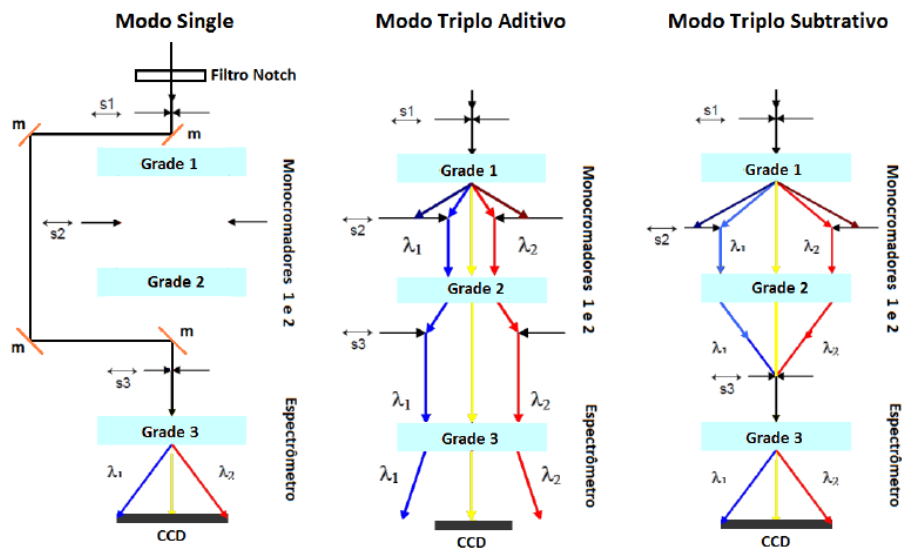 Modo Single
Filtro Notch
s1
m
m
Grade 1
s2
Grade 2
m
m
s3
Grade 3
λ1
λ2
CCD
Monocromadores 1 e 2
Espectrômetro
Modo Triplo Aditivo
s1
Grade 1
s2
λ1
λ2
Grade 2
s3
λ1
λ2
Grade 3
λ1
λ2
CCD
Monocromadores 1 e 2
Espectrômetro
Modo Triplo Subtrativo
s1
Grade 1
s2
λ1
λ2
Grade 2
λ1
λ2
s3
Grade 3
λ1
λ2
CCD
Monocromadores 1 e 2
Espectrômetro